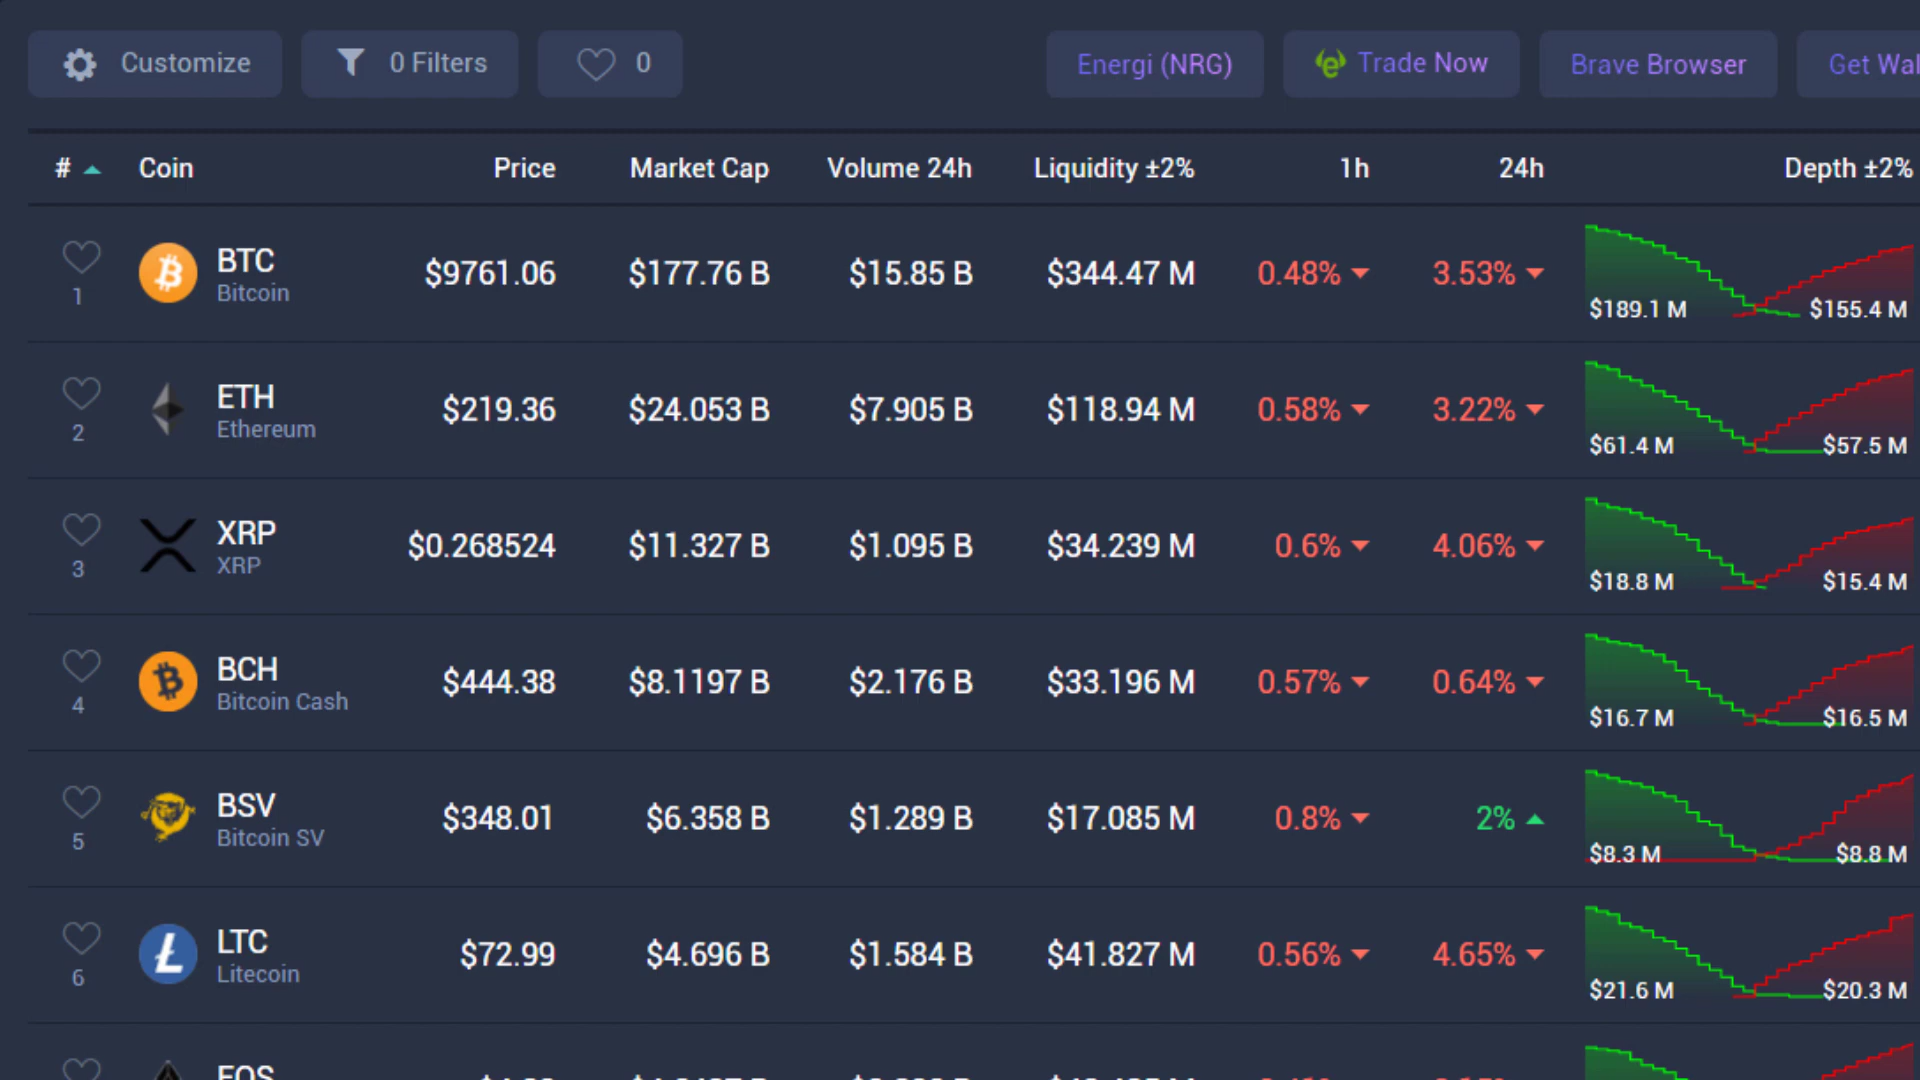 Customize 0 Filters 0 Energi (NRG) Trade Now Brave Browser Get Wal
# Coin Price Market Cap Volume 24h Liquidity ±2% 1h 24h Depth ±2%
1 BTC Bitcoin $9761.06 $177.76 B $15.85 B $344.47 M 0.48% 3.53% $189.1 M $155.4 M
2 ETH Ethereum $219.36 $24.053 B $7.905 B $118.94 M 0.58% 3.22% $61.4 M $57.5 M
3 XRP XRP $0.268524 $11.327 B $1.095 B $34.239 M 0.6% 4.06% $18.8 M $15.4 M
4 BCH Bitcoin Cash $444.38 $8.1197 B $2.176 B $33.196 M 0.57% 0.64% $16.7 M $16.5 M
5 BSV Bitcoin SV $348.01 $6.358 B $1.289 B $17.085 M 0.8% 2% $8.3 M $8.8 M
6 LTC Litecoin $72.99 $4.696 B $1.584 B $41.827 M 0.56% 4.65% $21.6 M $20.3 M
EOS